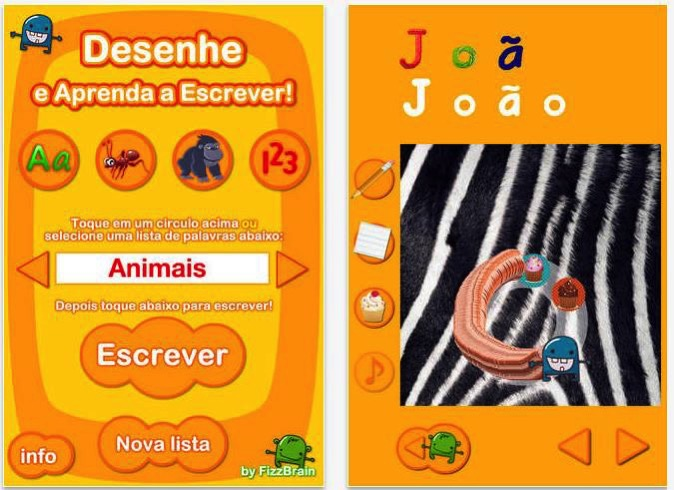 Desenhe
e Aprenda a Escrever!
Aa
123
Toque em um círculo acima ou
selecione uma lista de palavras abaixo:
Animais
Depois toque abaixo para escrever!
Escrever
Nova lista
info
by FizzBrain
J o ã
J o ã o